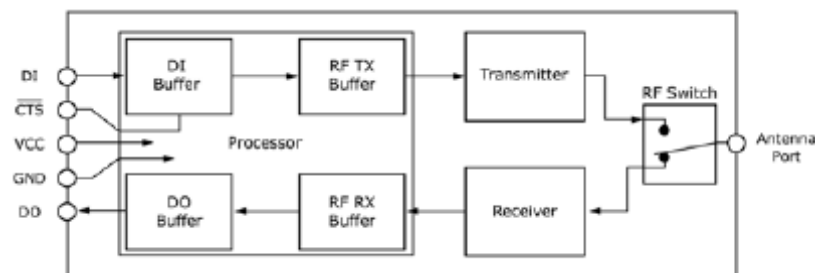 DI
CTS
VCC
GND
DO
DI
Buffer
RF TX
Buffer
Processor
DO
Buffer
RF RX
Buffer
Transmitter
Receiver
RF Switch
Antenna
Port